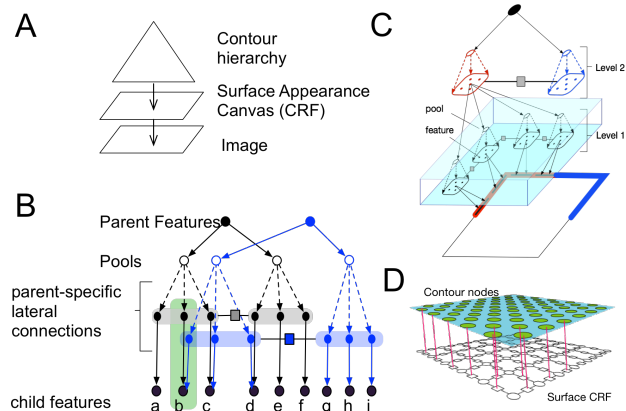 A
Contour
hierarchy
Surface Appearance
Canvas (CRF)
Image
B
Parent Features
Pools
parent-specific
lateral
connections
child features
a b c d e f g h i
C
Level 2
pool
feature
Level 1
D
Contour nodes
Surface CRF